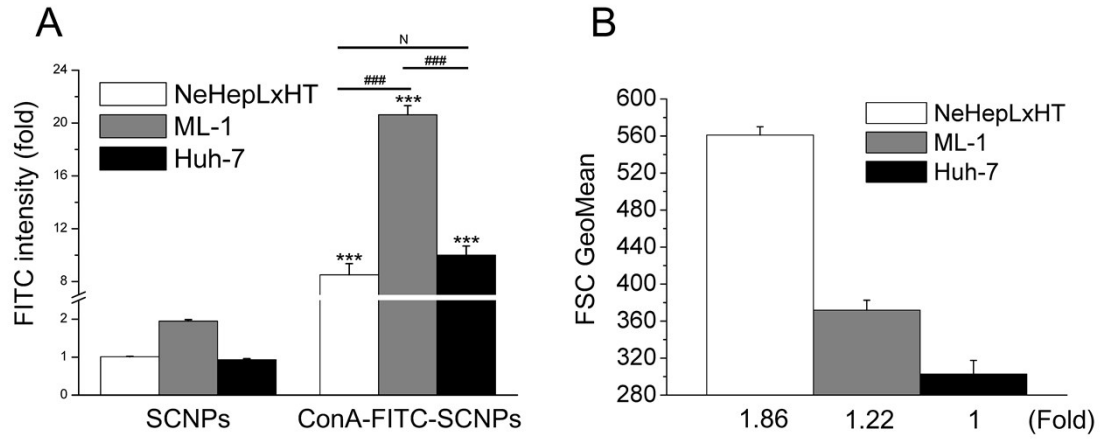 A
FITC intensity (fold)
24
20
16
12
8
2
1
0
NeHepLxHT
ML-1
Huh-7
N
###
###
***
***
***
SCNPs
ConA-FITC-SCNPs
B
FSC GeoMean
600
560
520
480
440
400
360
320
280
NeHepLxHT
ML-1
Huh-7
1.86 1.22 1 (Fold)